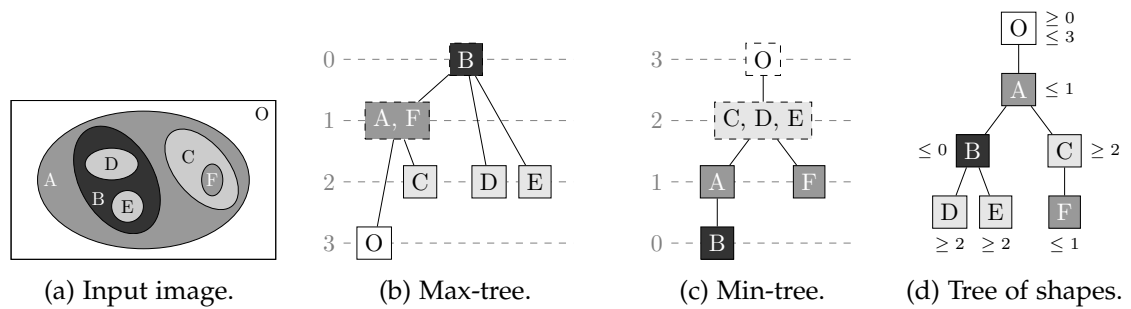 O
A
B
C
D
E
F
(a) Input image.
0
1
2
3
B
A, F
C
D
E
O
(b) Max-tree.
3
2
1
0
O
C, D, E
A
F
B
(c) Min-tree.
O
≥ 0
≤ 3
A
≤ 1
≤ 0
B
C
≥ 2
D
E
F
≥ 2
≥ 2
≤ 1
(d) Tree of shapes.